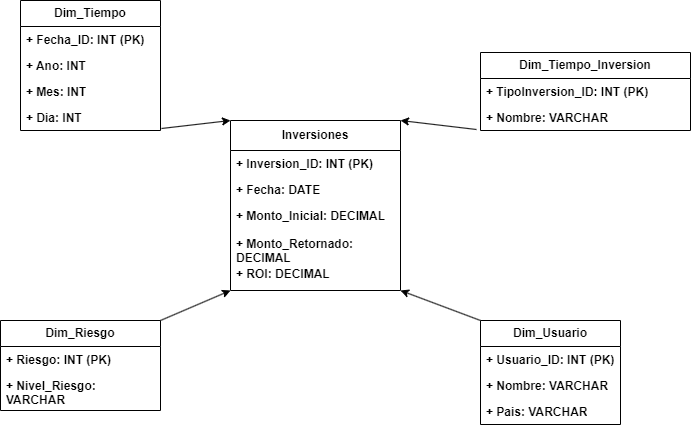 Dim_Tiempo
+ Fecha_ID: INT (PK)
+ Ano: INT
+ Mes: INT
+ Dia: INT
Dim_Tiempo_Inversion
+ TipoInversion_ID: INT (PK)
+ Nombre: VARCHAR
Inversiones
+ Inversion_ID: INT (PK)
+ Fecha: DATE
+ Monto_Inicial: DECIMAL
+ Monto_Retornado:
DECIMAL
+ ROI: DECIMAL
Dim_Riesgo
+ Riesgo: INT (PK)
+ Nivel_Riesgo:
VARCHAR
Dim_Usuario
+ Usuario_ID: INT (PK)
+ Nombre: VARCHAR
+ Pais: VARCHAR